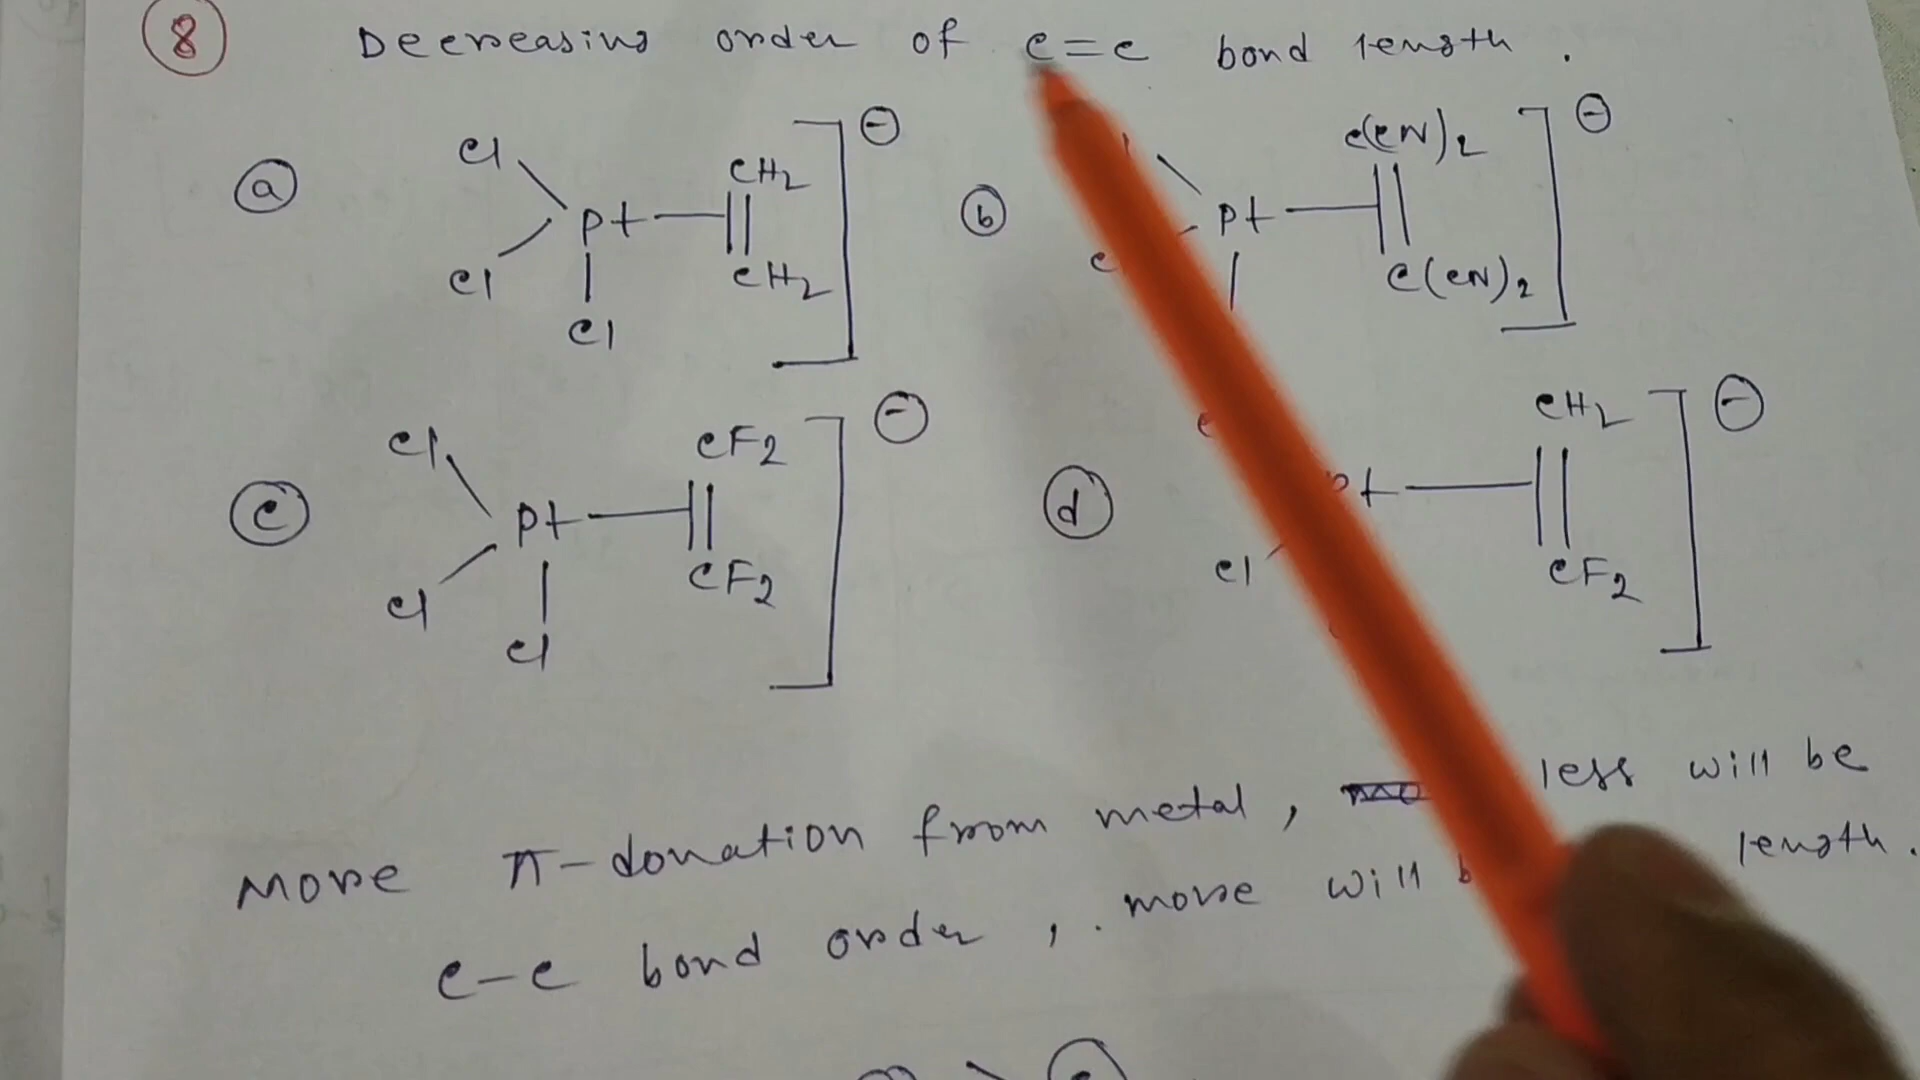 8 Decreasing order of c=c bond length.
a Cl Pt CH2 ⊖
Cl Cl CH2
b Pt C(CN)2 ⊖
C(CN)2
c Cl Pt CF2 ⊖
Cl Cl CF2
d CH2 ⊖
Cl CF2
More π-donation from metal, less will be
c-c bond order, more will length.